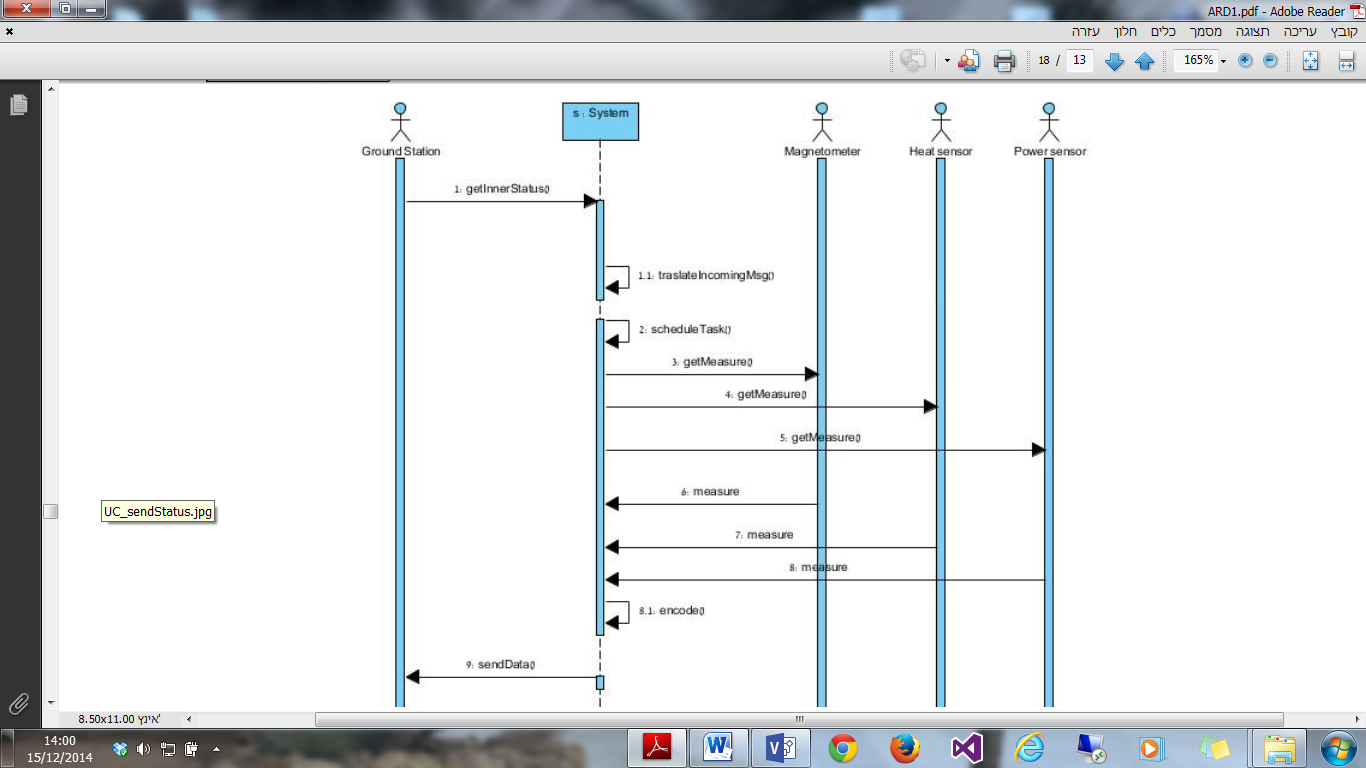 ARD1.pdf - Adobe Reader
קובץ עריכה תצוגה מסמך כלים חלון עזרה
18 / 13 165%
s : System
Ground Station
Magnetometer
Heat sensor
Power sensor
1: getInnerStatus()
1.1: traslateIncomingMsg()
2: scheduleTask()
3: getMeasure()
4: getMeasure()
5: getMeasure()
6: measure
UC_sendStatus.jpg
7: measure
8: measure
8.1: encode()
9: sendData()
8.50x11.00 אינץ'
14:00
15/12/2014